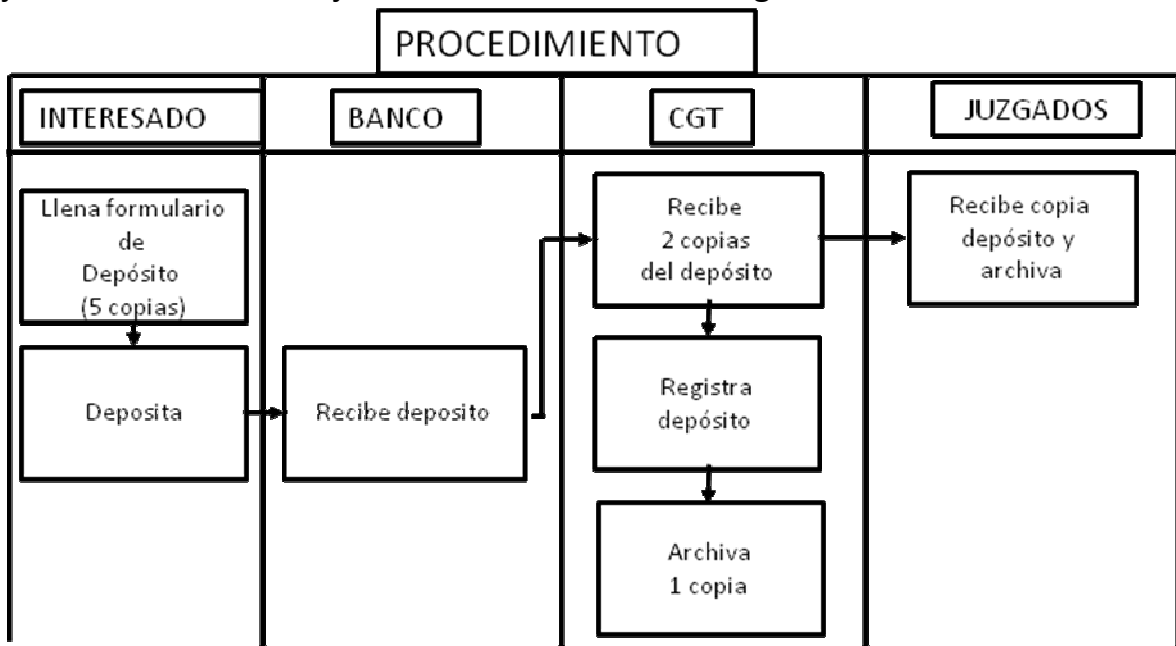 PROCEDIMIENTO
INTERESADO
BANCO
CGT
JUZGADOS
Llena formulario
de
Depósito
(5 copias)
Deposita
Recibe deposito
Recibe
2 copias
del depósito
Registra
depósito
Archiva
1 copia
Recibe copia
depósito y
archiva